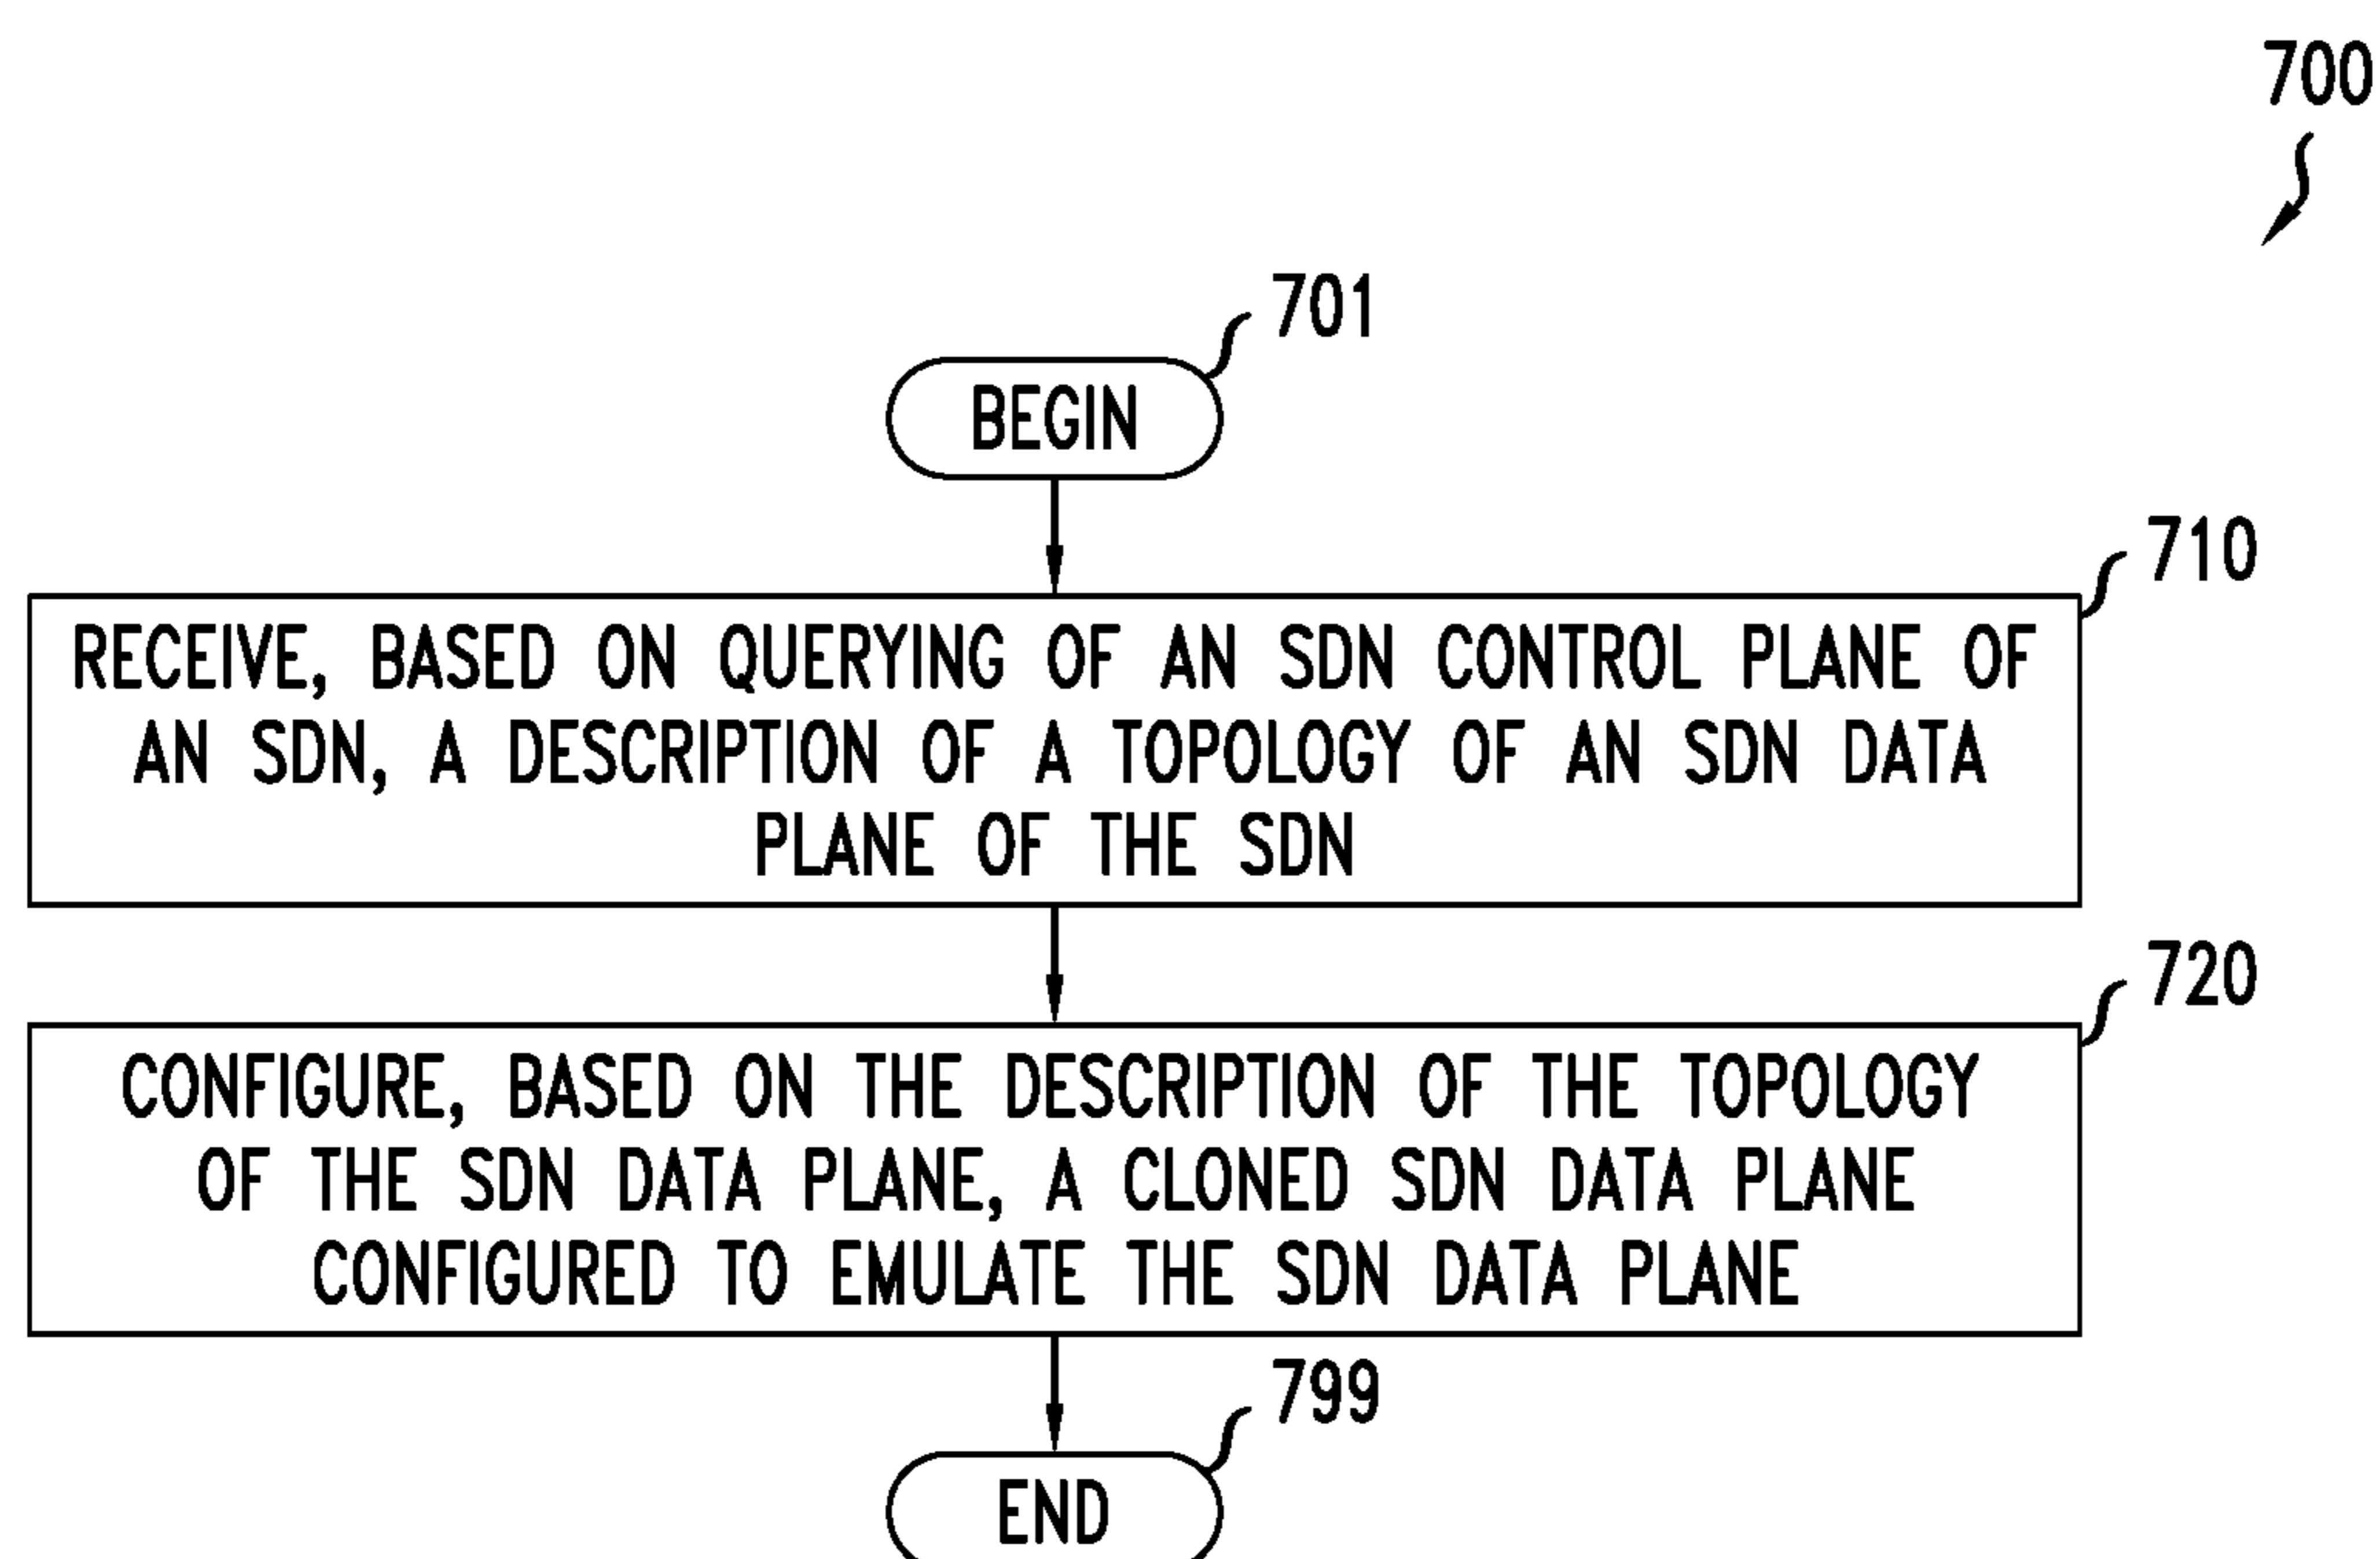 700
701
BEGIN
710
RECEIVE, BASED ON QUERYING OF AN SDN CONTROL PLANE OF
AN SDN, A DESCRIPTION OF A TOPOLOGY OF AN SDN DATA
PLANE OF THE SDN
720
CONFIGURE, BASED ON THE DESCRIPTION OF THE TOPOLOGY
OF THE SDN DATA PLANE, A CLONED SDN DATA PLANE
CONFIGURED TO EMULATE THE SDN DATA PLANE
799
END